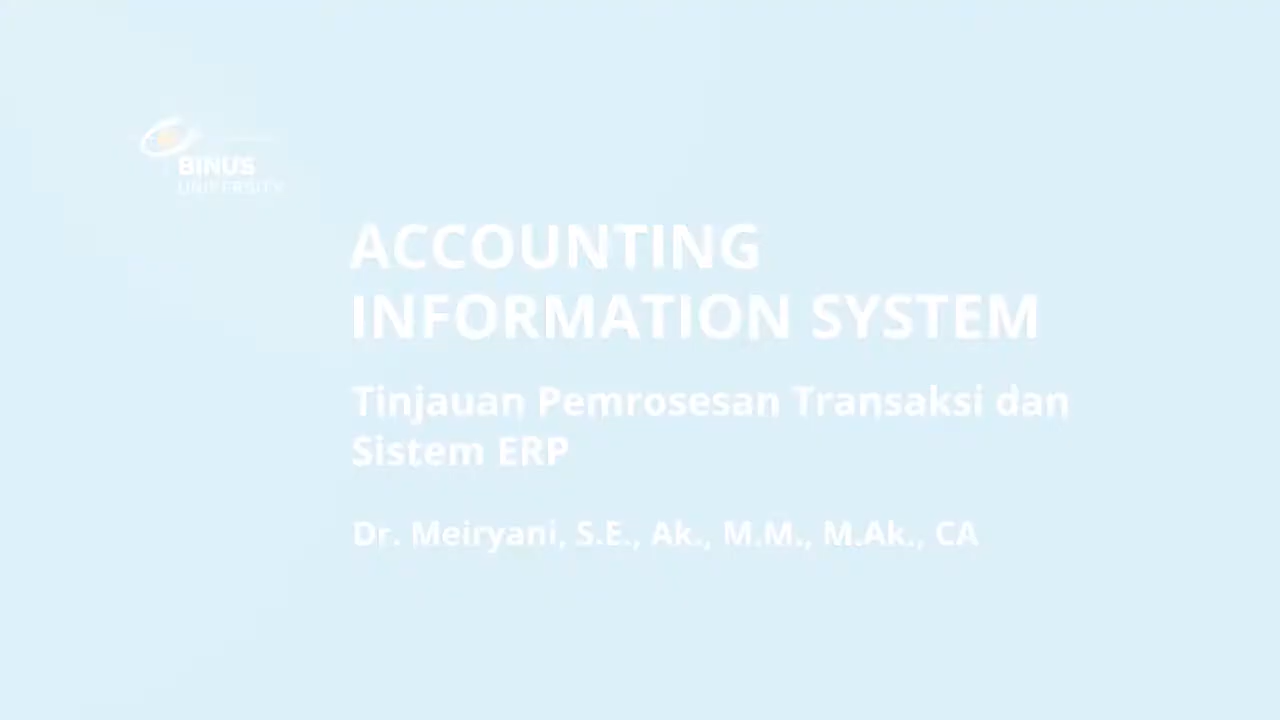 BINUS
UNIVERSITY
ACCOUNTING
INFORMATION SYSTEM
Tinjauan Pemrosesan Transaksi dan
Sistem ERP
Dr. Meiryani, S.E., Ak., M.M., M.Ak., CA